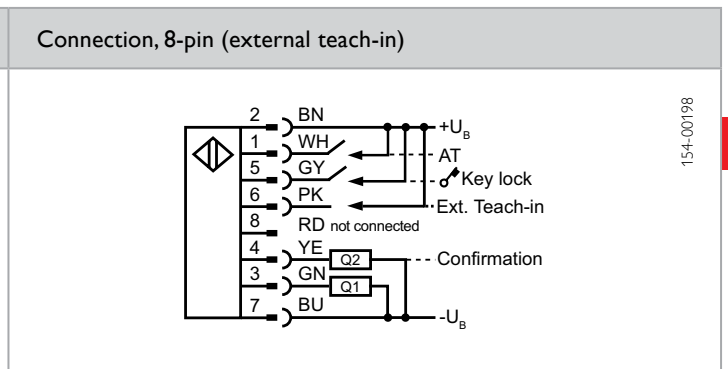 Connection, 8-pin (external teach-in)
2 BN +UB
1 WH AT
5 GY Key lock
6 PK Ext. Teach-in
8 RD not connected
4 YE Q2 Confirmation
3 GN Q1
7 BU -UB
154-00198